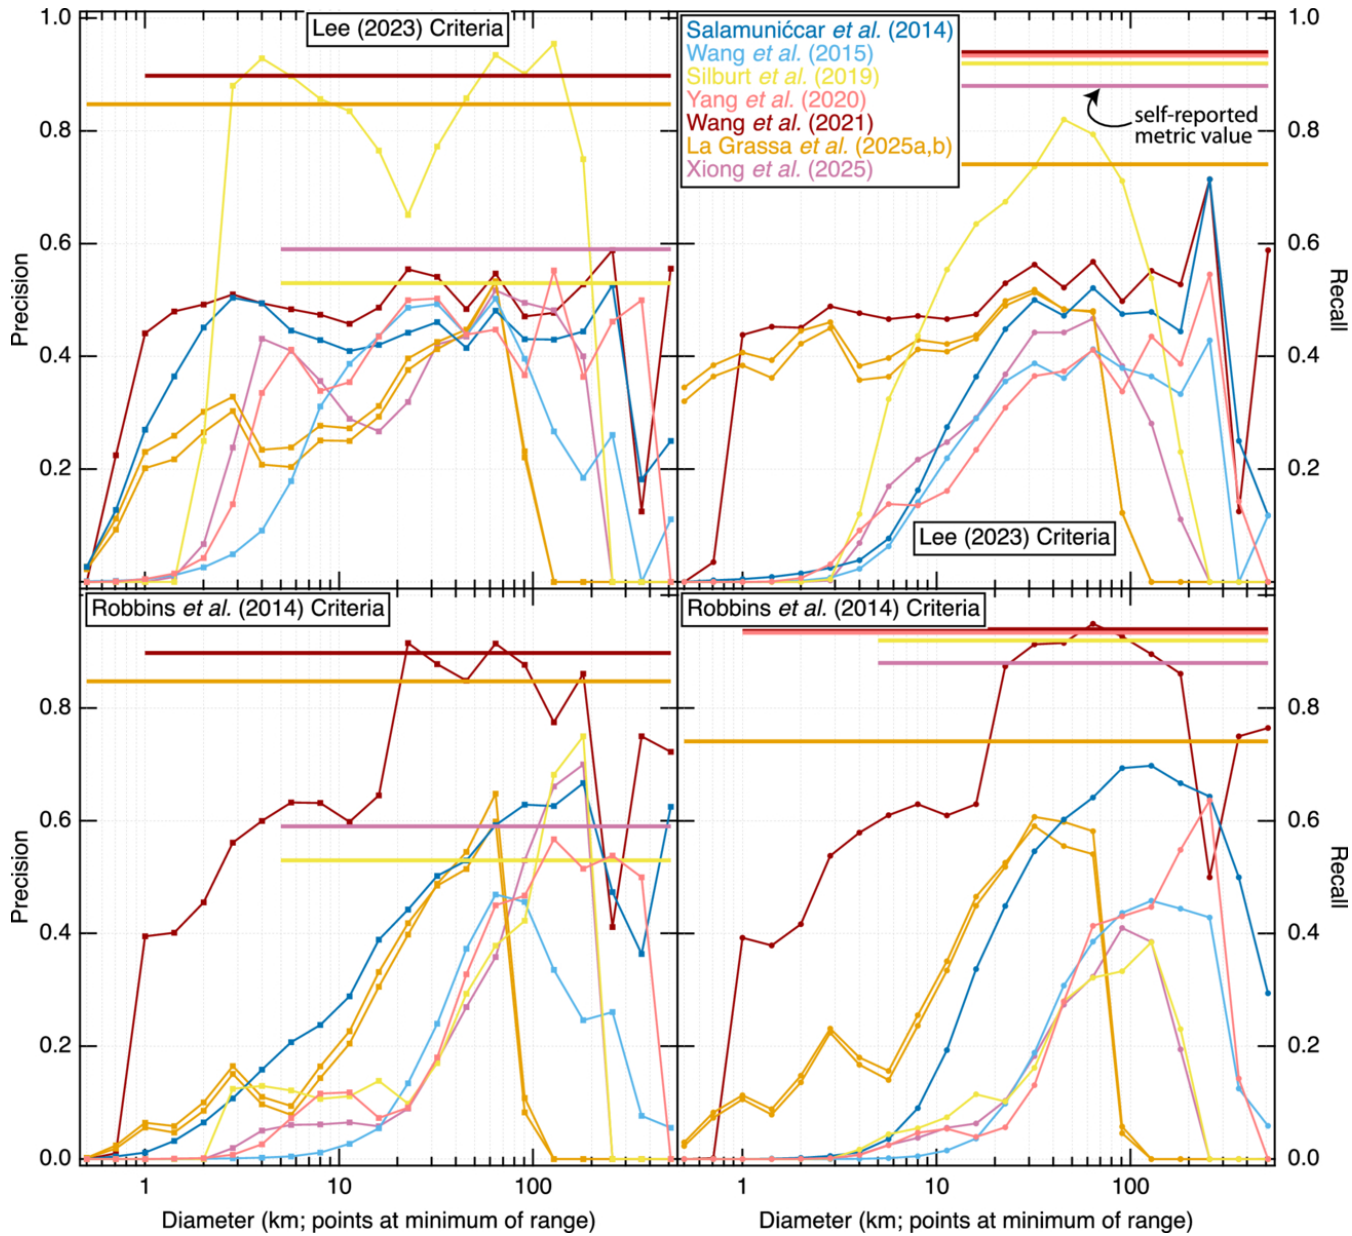 Lee (2023) Criteria
Salamunićcar et al. (2014)
Wang et al. (2015)
Silburt et al. (2019)
Yang et al. (2020)
Wang et al. (2021)
La Grassa et al. (2025a,b)
Xiong et al. (2025)
self-reported
metric value
1.0
0.8
0.6
0.4
0.2
Precision
1.0
0.8
0.6
0.4
0.2
Recall
Lee (2023) Criteria
Robbins et al. (2014) Criteria
Robbins et al. (2014) Criteria
0.8
0.6
0.4
0.2
0.0
Precision
0.8
0.6
0.4
0.2
0.0
Recall
1 10 100
1 10 100
Diameter (km; points at minimum of range)
Diameter (km; points at minimum of range)